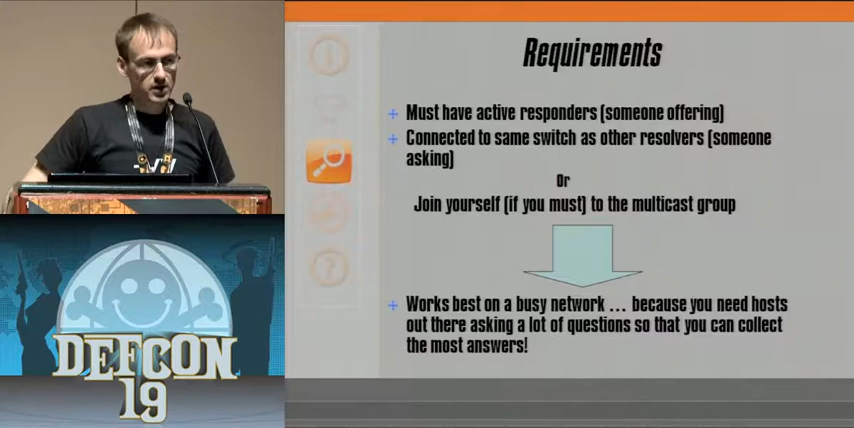 Requirements
+ Must have active responders (someone offering)
+ Connected to same switch as other resolvers (someone
asking)
Or
Join yourself (if you must) to the multicast group
+ Works best on a busy network ... because you need hosts
out there asking a lot of questions so that you can collect
the most answers!
DEFCON
19